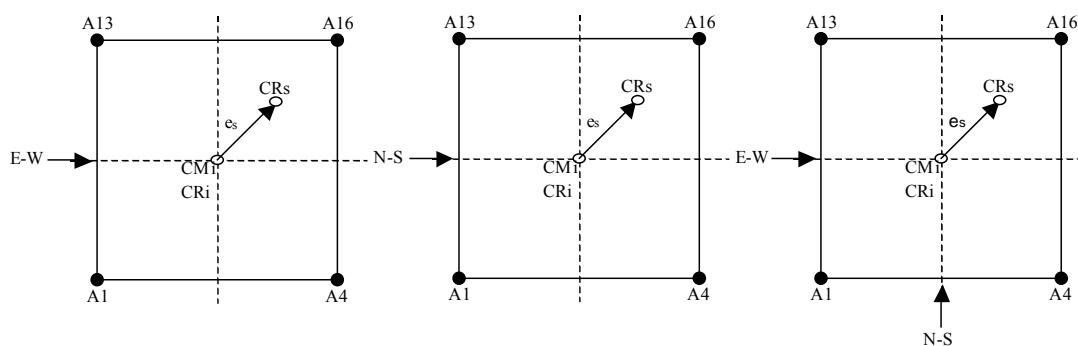 A13 A16 A13 A16 A13 A16
CRs CRs CRs
es es es
E-W N-S E-W
CMi CMi CMi
CRi CRi CRi
A1 A4 A1 A4 A1 A4
N-S